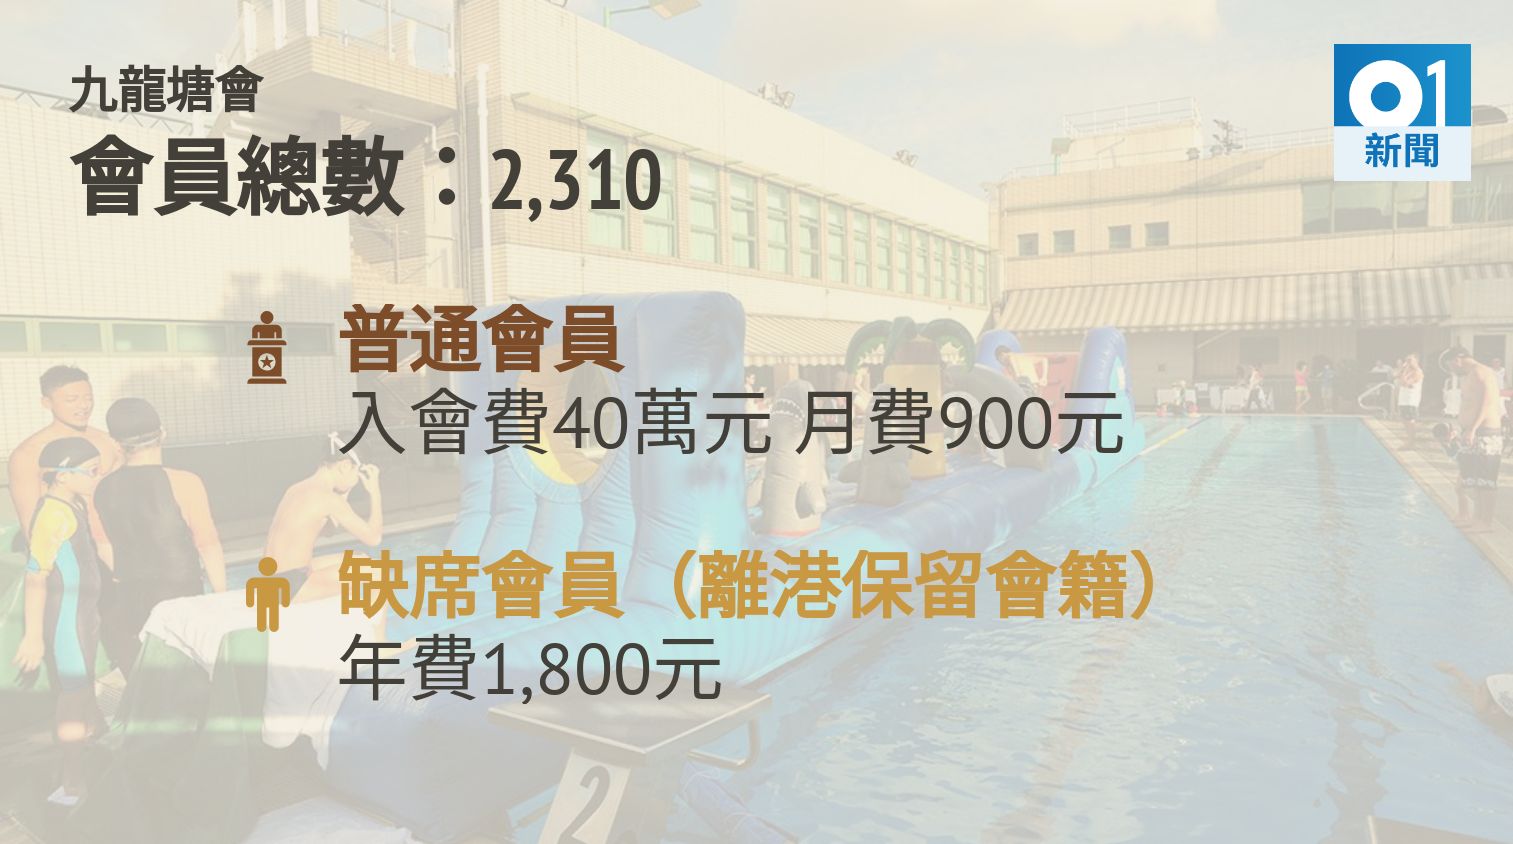 九龍塘會
會員總數：2,310
01
新聞
普通會員
入會費40萬元 月費900元
缺席會員（離港保留會籍）
年費1,800元
2